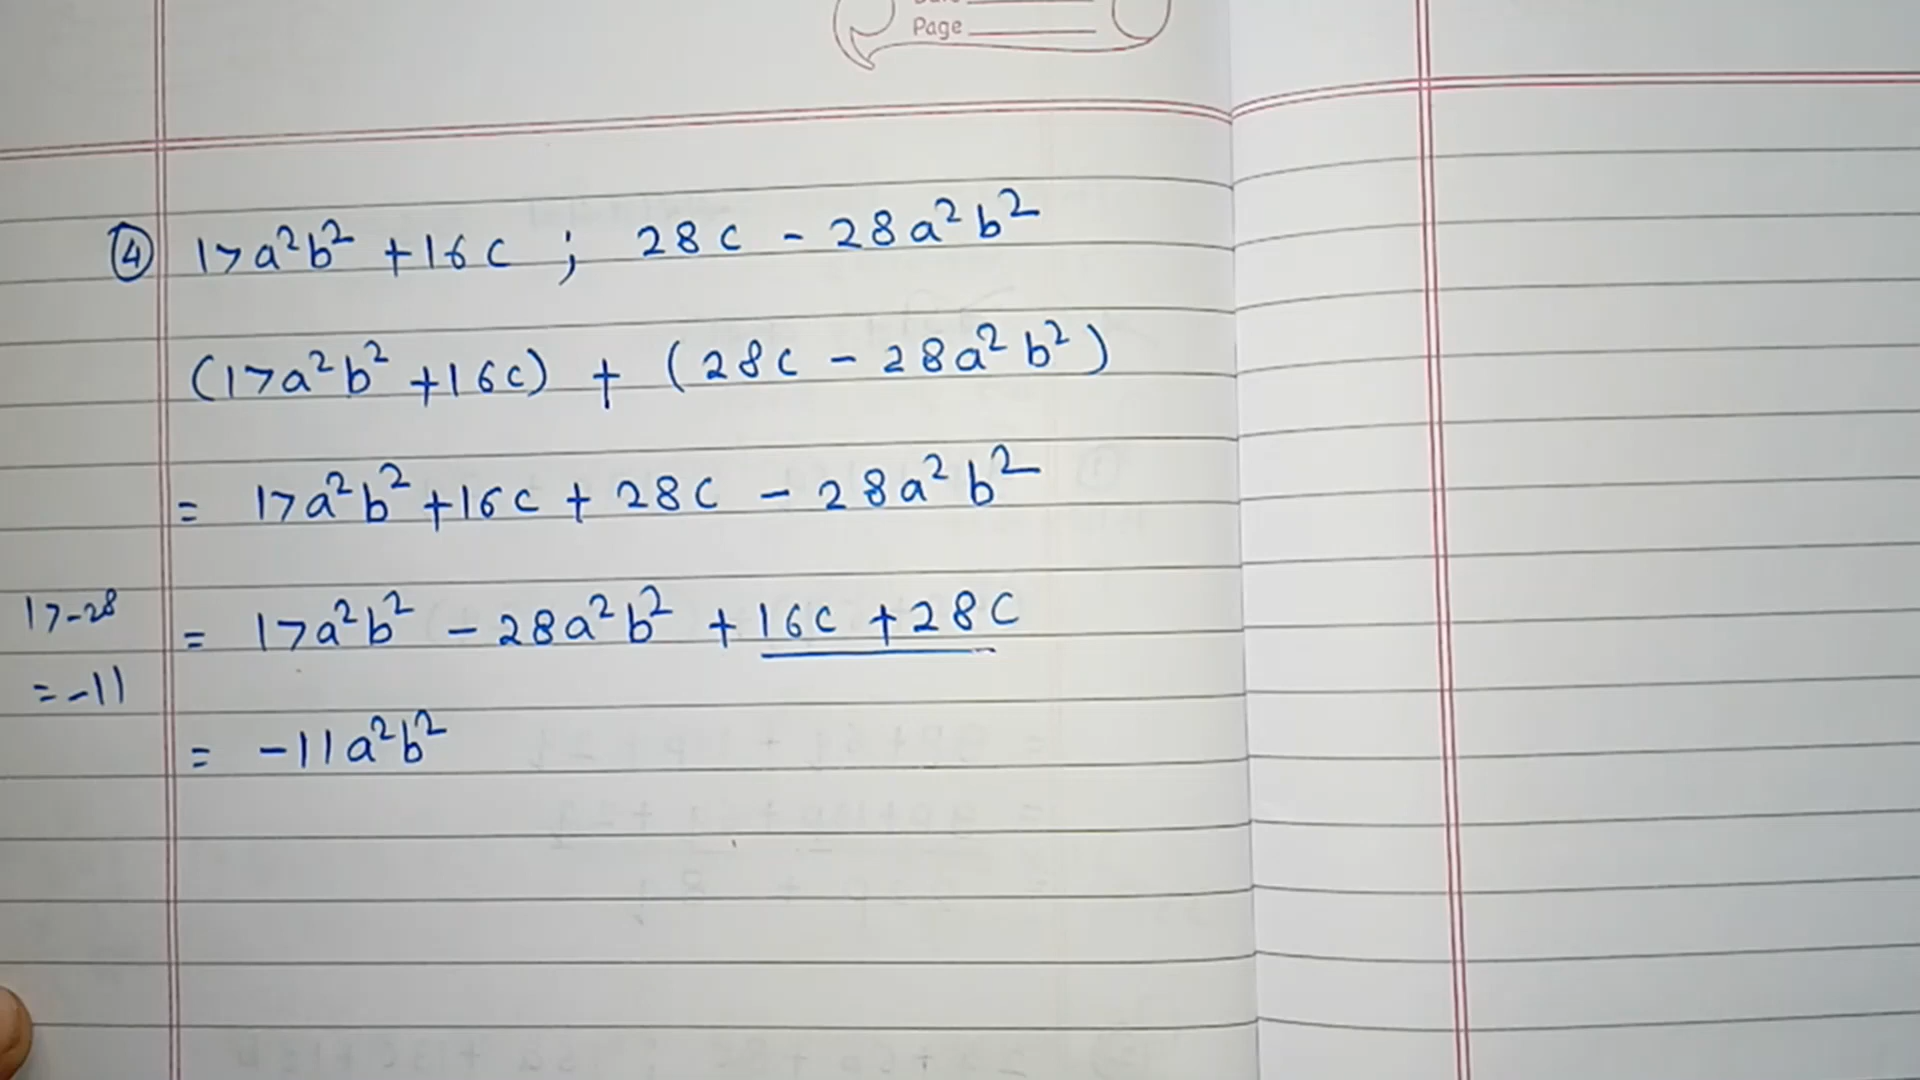 Page
④ 17a²b² + 16c ; 28c - 28a²b²
(17a²b² + 16c) + (28c - 28a²b²)
= 17a²b² + 16c + 28c - 28a²b²
17-28
= 17a²b² - 28a²b² + 16c + 28c
= -11
= -11a²b²